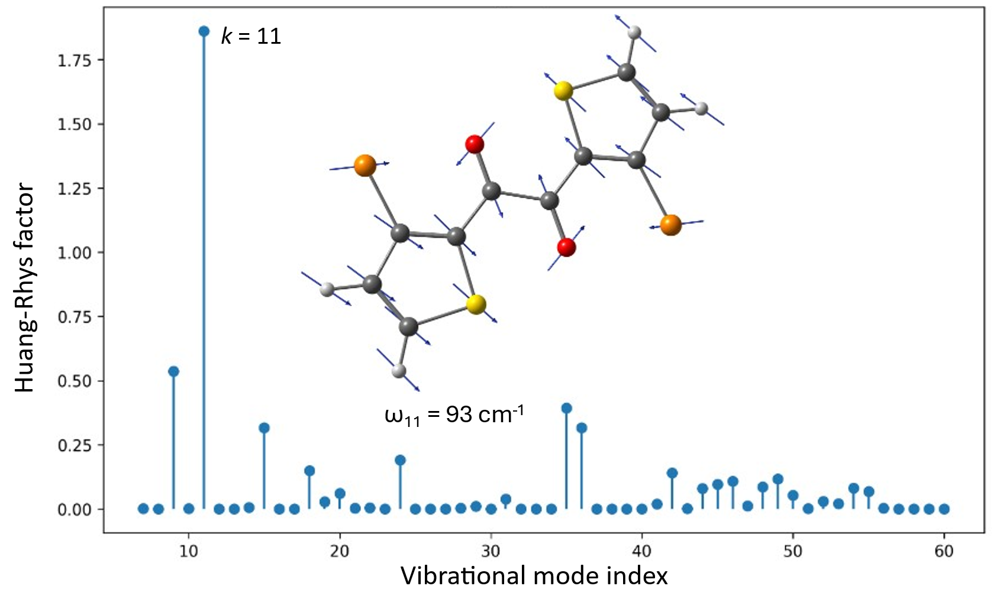 k = 11
1.75
1.50
1.25
1.00
0.75
0.50
0.25
0.00
Huang-Rhys factor
ω₁₁ = 93 cm⁻¹
10 20 30 40 50 60
Vibrational mode index